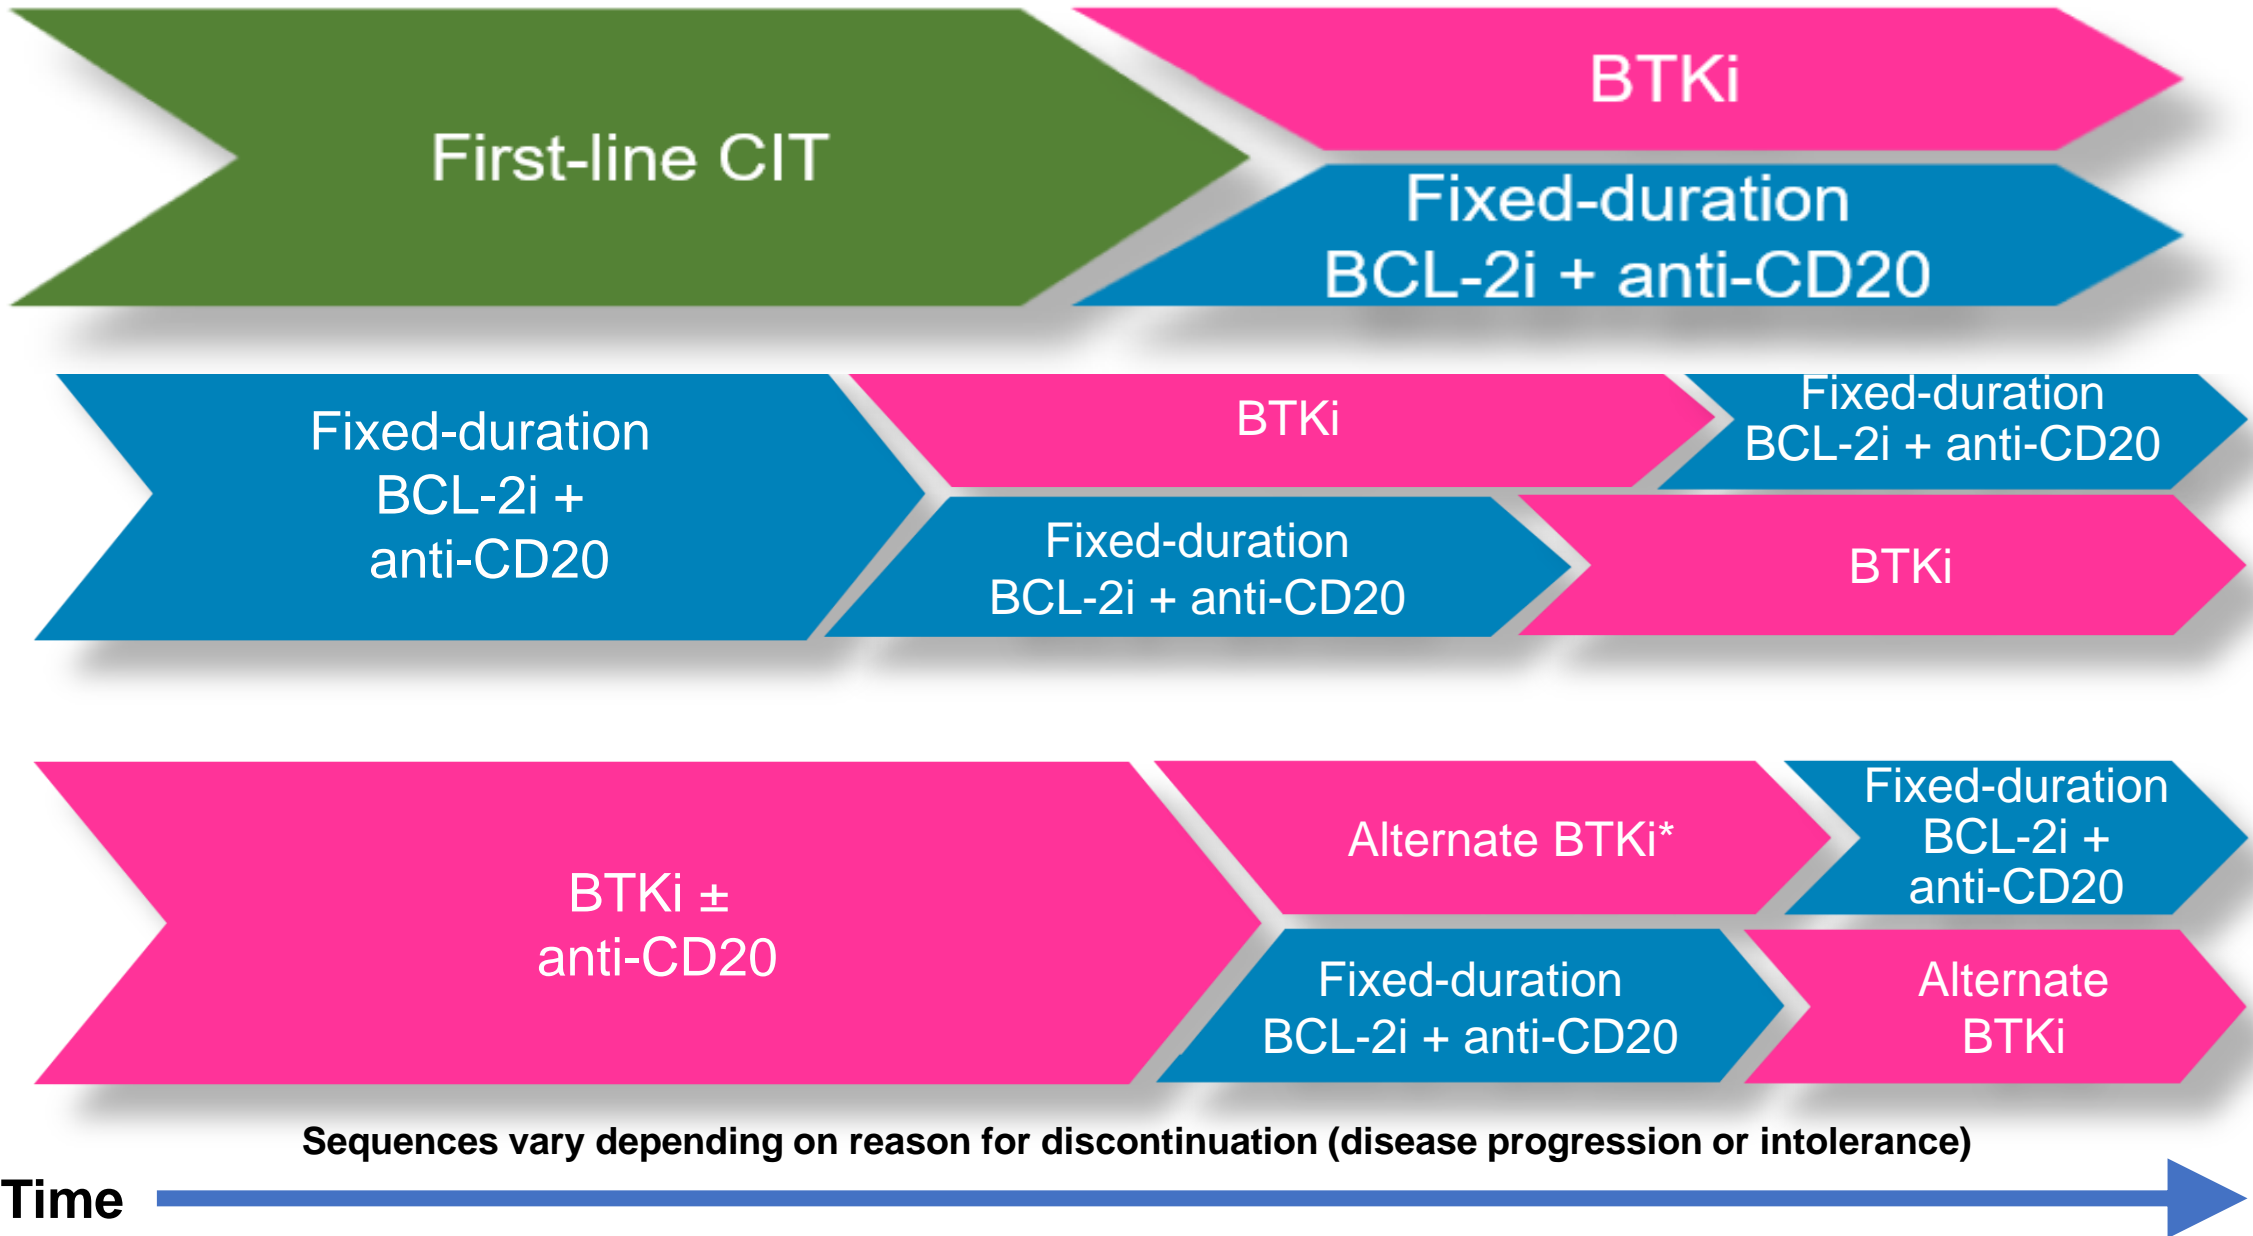 First-line CIT
BTKi
Fixed-duration
BCL-2i + anti-CD20
Fixed-duration
BCL-2i +
anti-CD20
BTKi
Fixed-duration
BCL-2i + anti-CD20
Fixed-duration
BCL-2i + anti-CD20
BTKi
BTKi ±
anti-CD20
Alternate BTKi*
Fixed-duration
BCL-2i +
anti-CD20
Fixed-duration
BCL-2i + anti-CD20
Alternate
BTKi
Sequences vary depending on reason for discontinuation (disease progression or intolerance)
Time